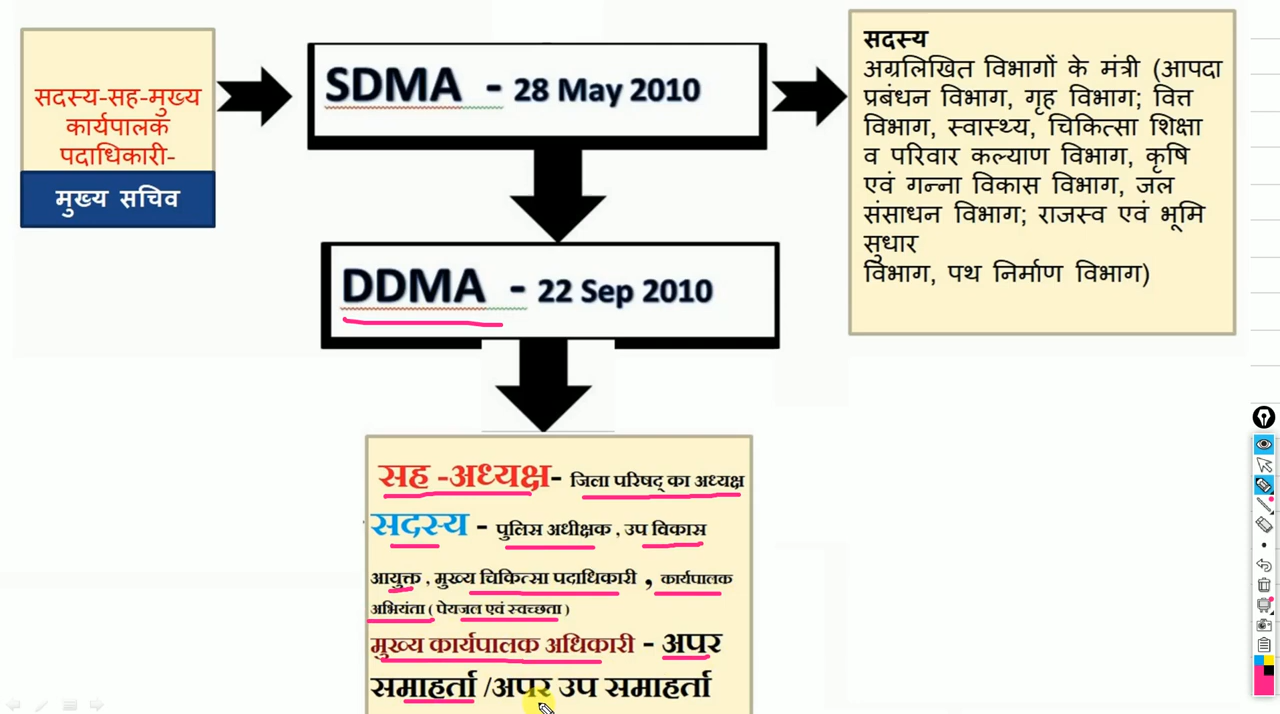 सदस्य-सह-मुख्य
कार्यपालक
पदाधिकारी-
मुख्य सचिव
SDMA - 28 May 2010
सदस्य
अग्रलिखित विभागों के मंत्री (आपदा
प्रबंधन विभाग, गृह विभाग; वित्त
विभाग, स्वास्थ्य, चिकित्सा शिक्षा
व परिवार कल्याण विभाग, कृषि
एवं गन्ना विकास विभाग, जल
संसाधन विभाग; राजस्व एवं भूमि
सुधार
विभाग, पथ निर्माण विभाग)
DDMA - 22 Sep 2010
सह -अध्यक्ष- जिला परिषद् का अध्यक्ष
सदस्य - पुलिस अधीक्षक , उप विकास
आयुक्त , मुख्य चिकित्सा पदाधिकारी , कार्यपालक
अभियंता ( पेयजल एवं स्वच्छता )
मुख्य कार्यपालक अधिकारी - अपर
समाहर्ता /अपर उप समाहर्ता